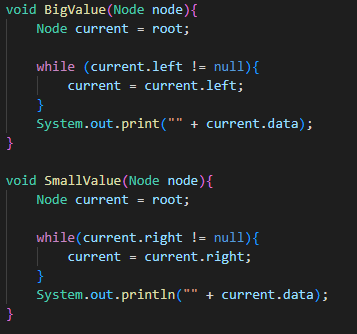 void BigValue(Node node){
    Node current = root;
    while (current.left != null){
        current = current.left;
    }
    System.out.print("" + current.data);
}
void SmallValue(Node node){
    Node current = root;
    while(current.right != null){
        current = current.right;
    }
    System.out.println("" + current.data);
}